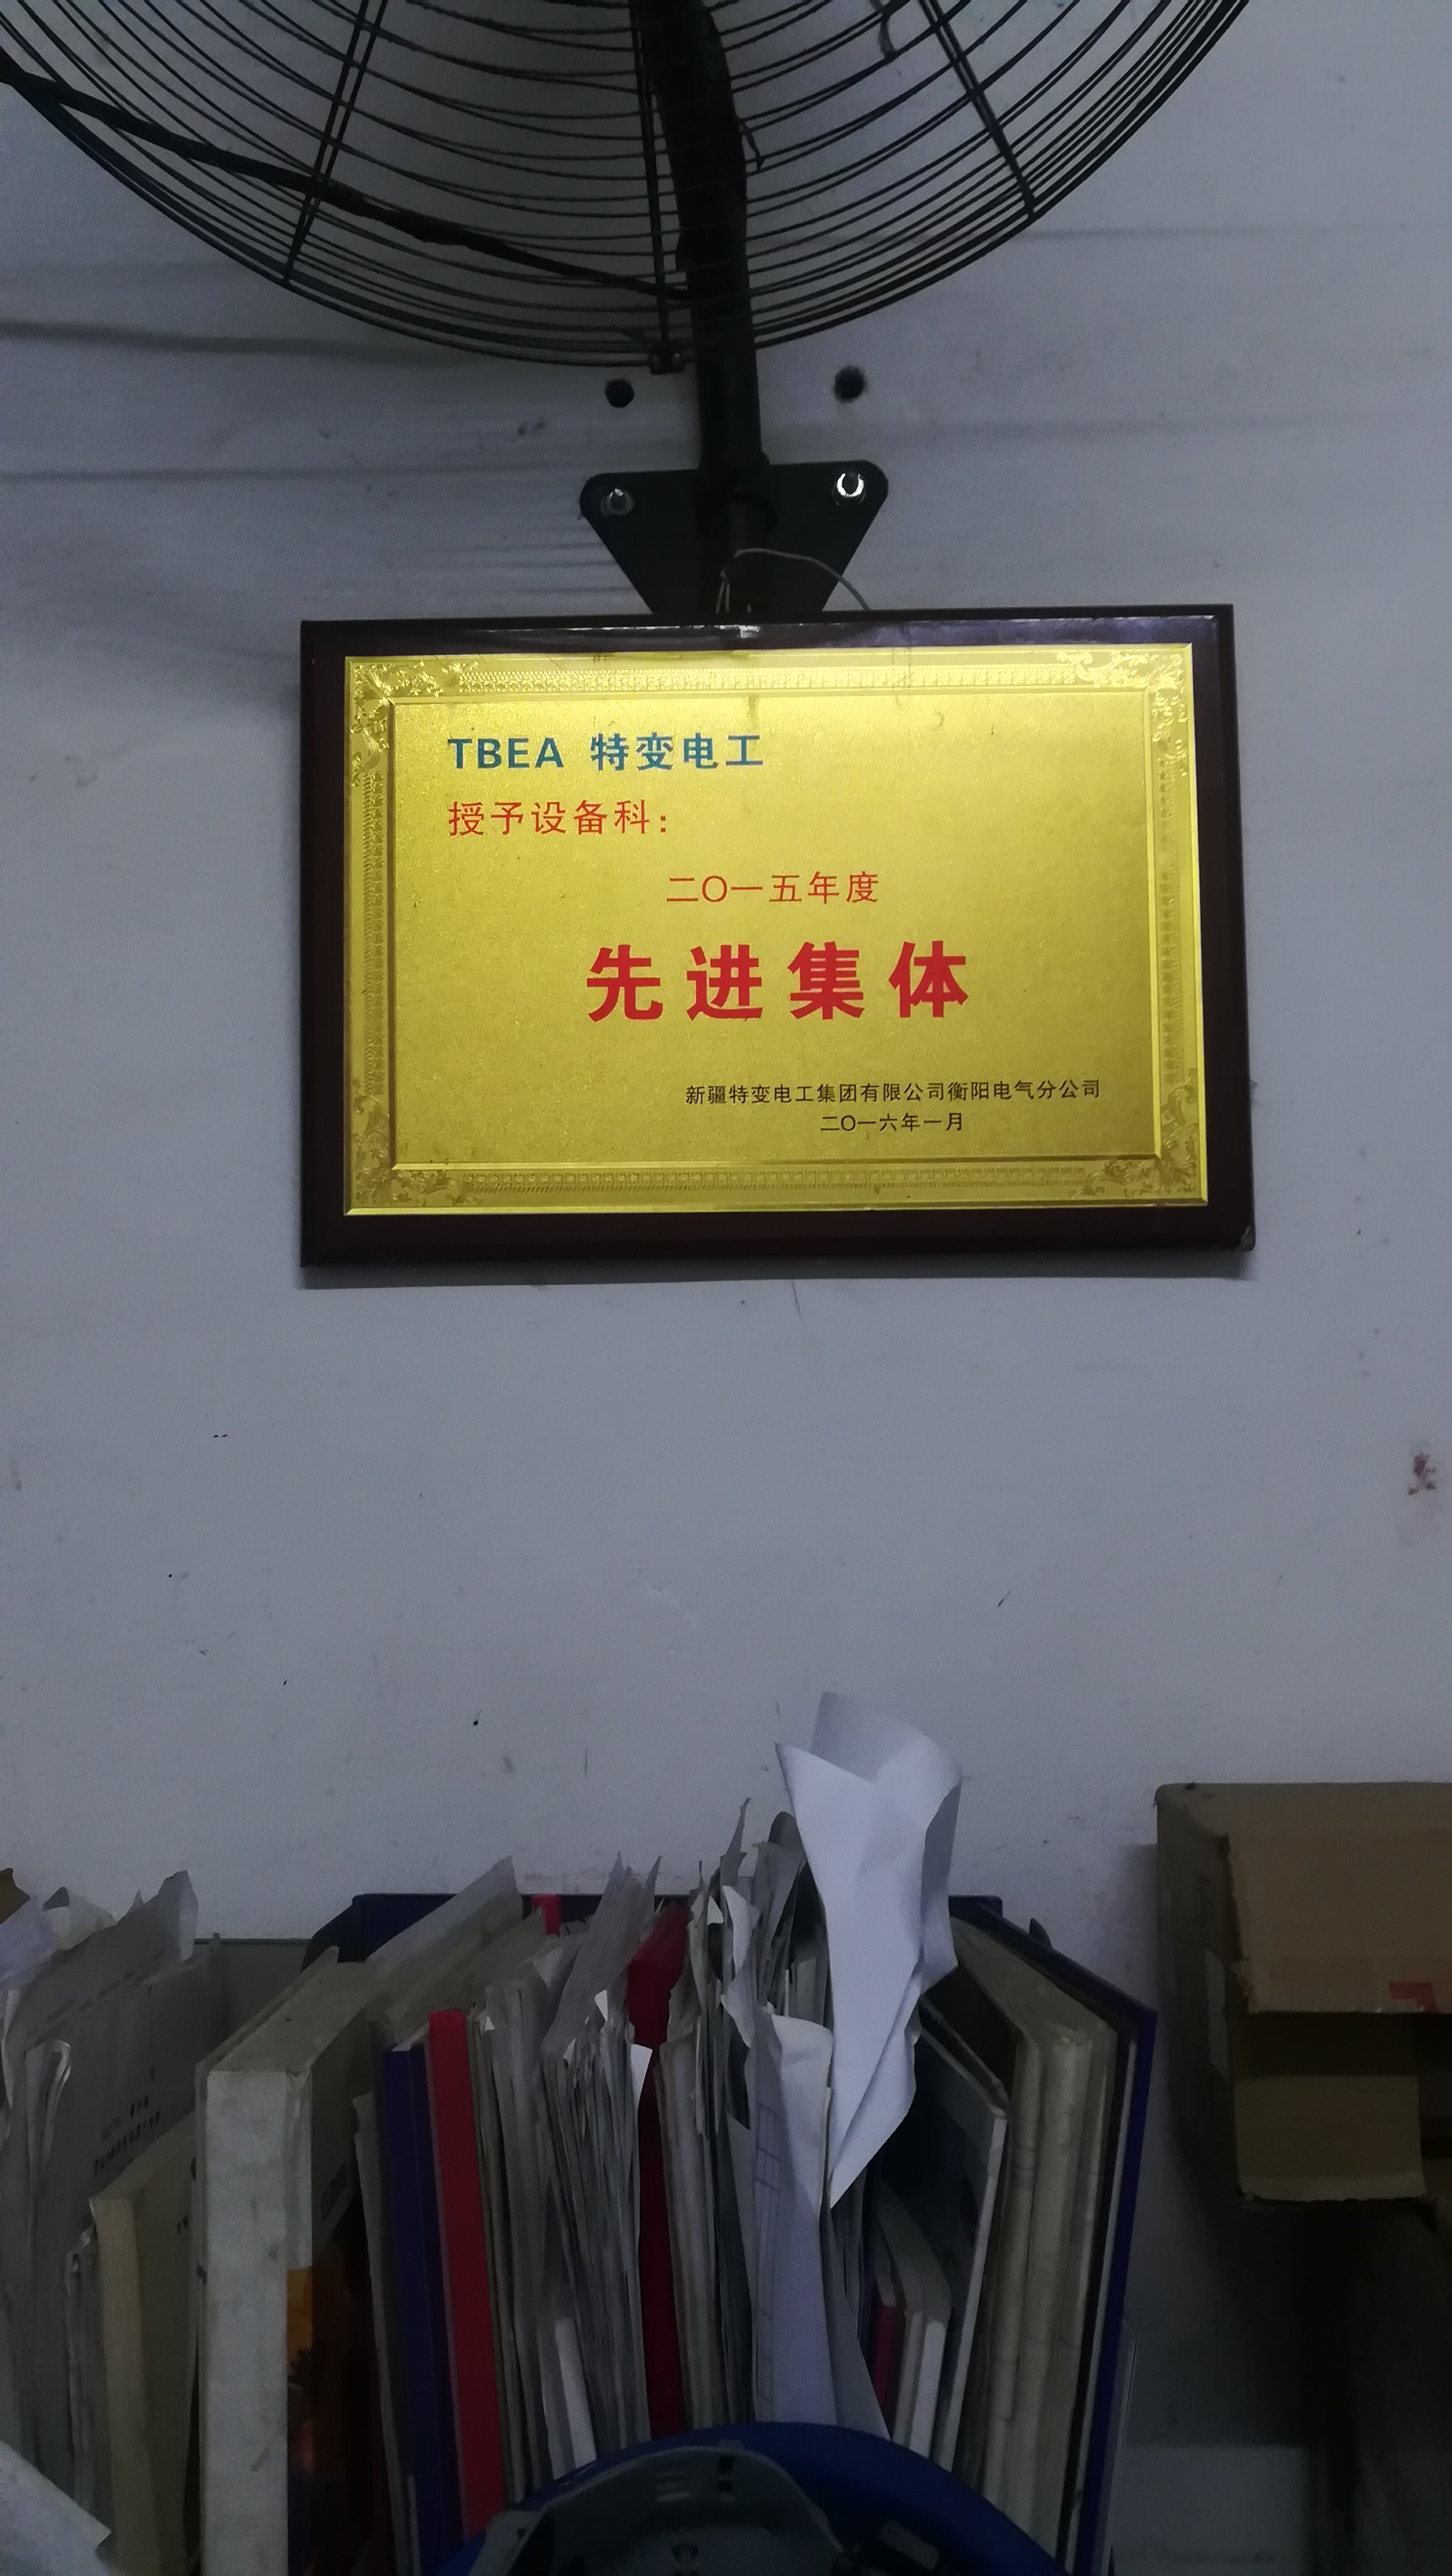 TBEA 特变电工
授予设备科:
二〇一五年度
先进集体
新疆特变电工集团有限公司衡阳电气分公司
二〇一六年一月